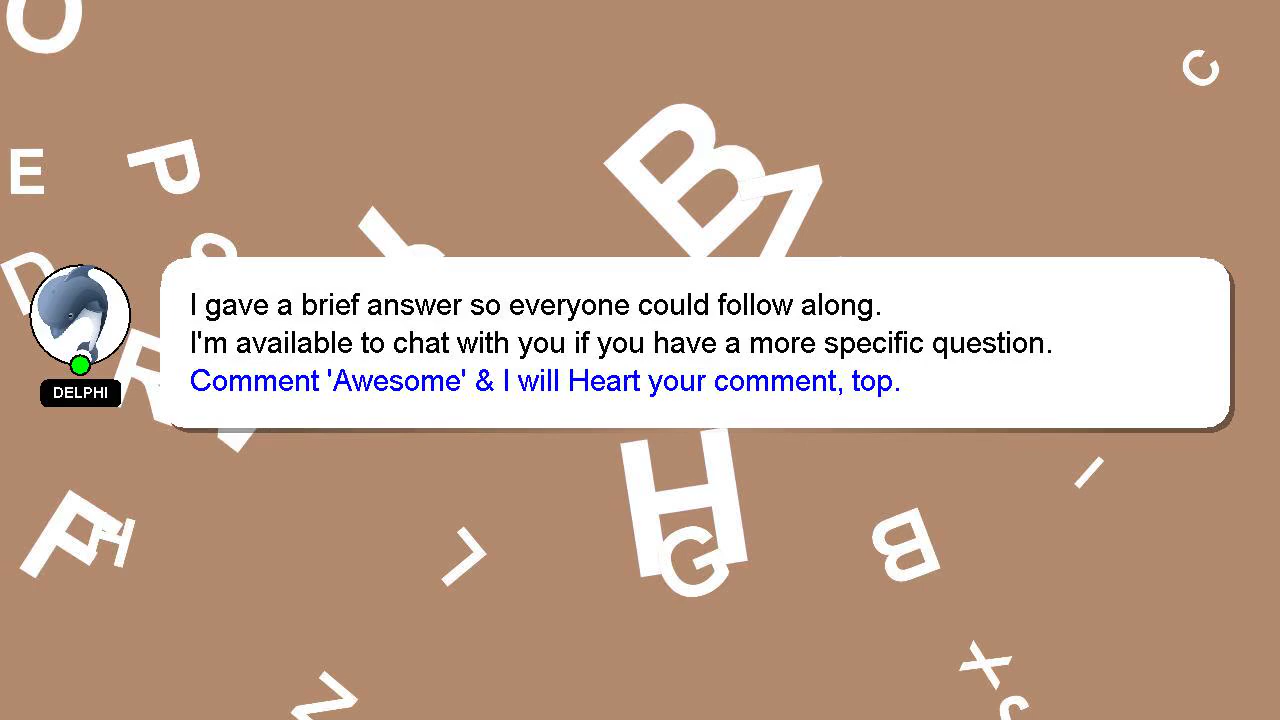 O
C
B
E
P
Z
S
b
D
I gave a brief answer so everyone could follow along.
I'm available to chat with you if you have a more specific question.
Comment 'Awesome' & I will Heart your comment, top.
DELPHI
R
H
I
F
H
L
G
B
X
Z
J